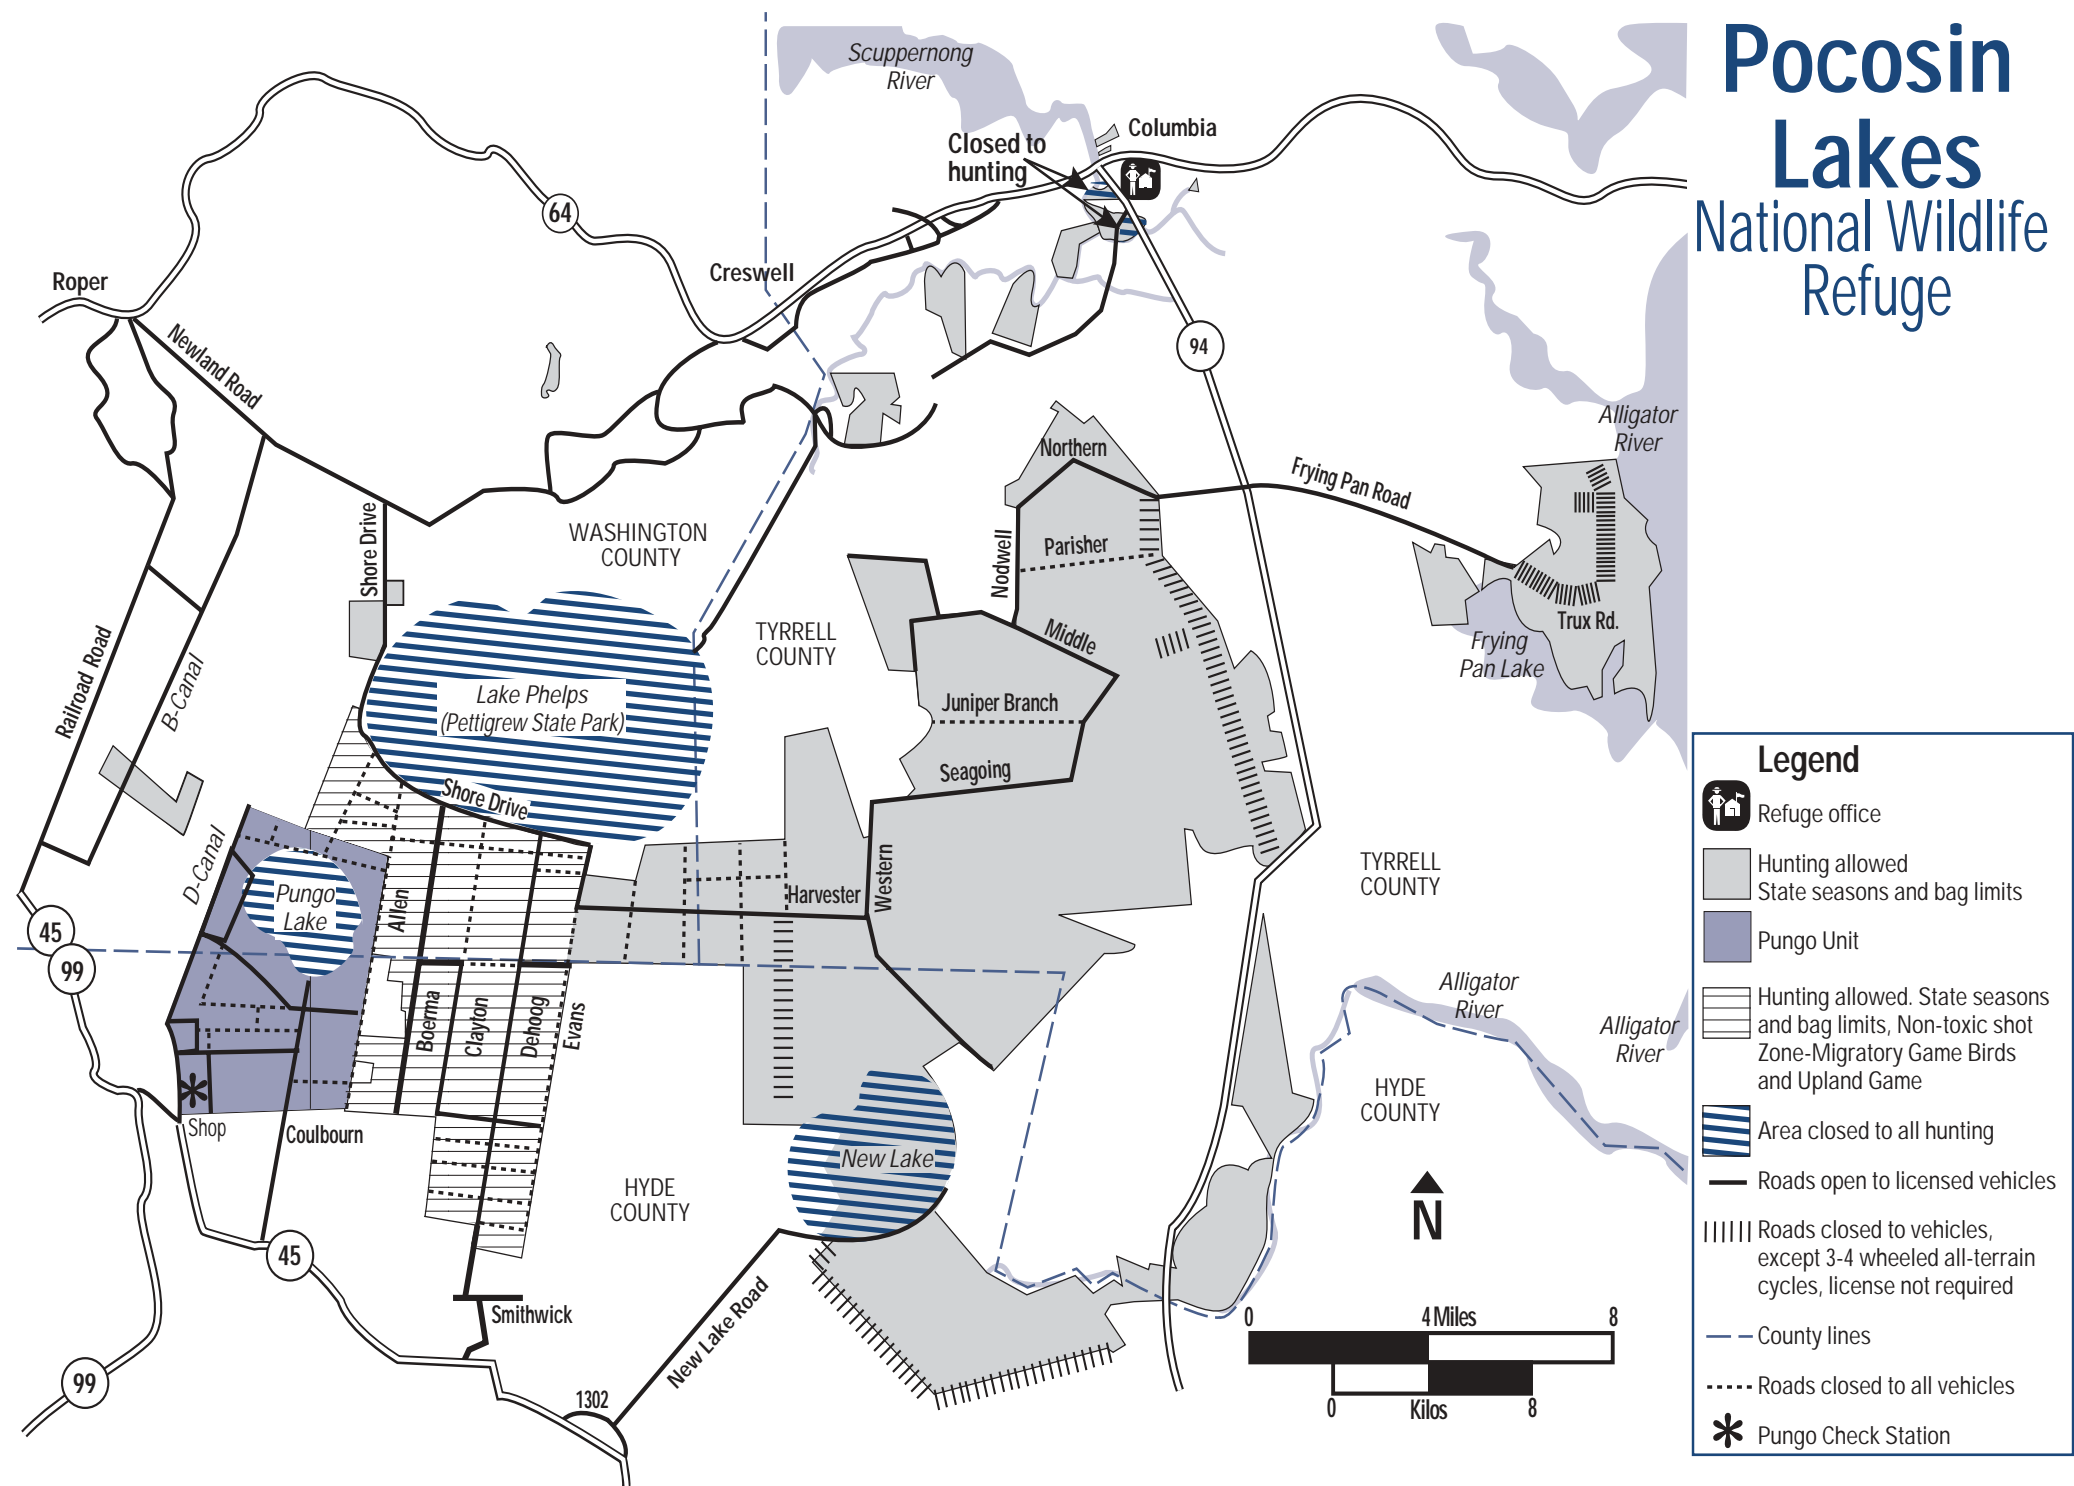 Pocosin
Lakes
National Wildlife
Refuge
Scuppernong
River
Columbia
Closed to
hunting
64
Roper
Creswell
Newland Road
94
Alligator
River
Northern
Frying Pan Road
Shore Drive
WASHINGTON
COUNTY
Nodwell
Parisher
Trux Rd.
Railroad Road
B-Canal
TYRRELL
COUNTY
Middle
Frying
Pan Lake
Lake Phelps
(Pettigrew State Park)
Juniper Branch
Seagoing
Shore Drive
D-Canal
Pungo
Lake
Allen
Harvester
Western
TYRRELL
COUNTY
45
99
Boerma
Clayton
Dehoog
Evans
Alligator
River
Alligator
River
HYDE
COUNTY
Shop
Coulbourn
New Lake
HYDE
COUNTY
N
45
Smithwick
New Lake Road
99
1302
0
4 Miles
8
0
Kilos
8
Legend
Refuge office
Hunting allowed
State seasons and bag limits
Pungo Unit
Hunting allowed. State seasons
and bag limits, Non-toxic shot
Zone-Migratory Game Birds
and Upland Game
Area closed to all hunting
Roads open to licensed vehicles
Roads closed to vehicles,
except 3-4 wheeled all-terrain
cycles, license not required
County lines
Roads closed to all vehicles
Pungo Check Station